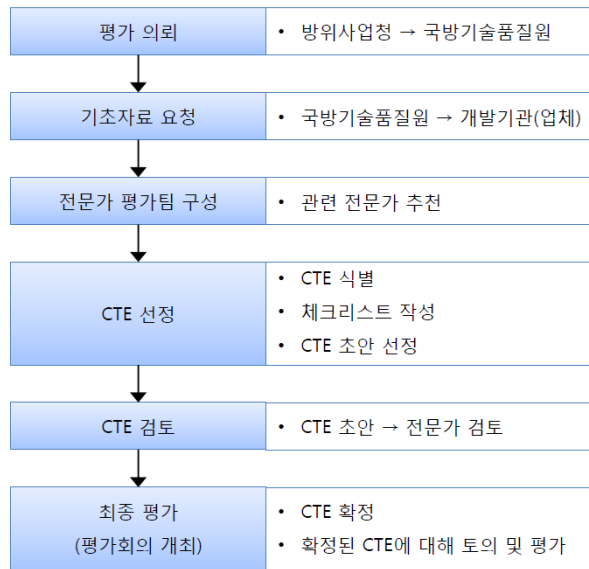 평가 의뢰
• 방위사업청 → 국방기술품질원
기초자료 요청
• 국방기술품질원 → 개발기관(업체)
전문가 평가팀 구성
• 관련 전문가 추천
CTE 선정
• CTE 식별
• 체크리스트 작성
• CTE 초안 선정
CTE 검토
• CTE 초안 → 전문가 검토
최종 평가
(평가회의 개최)
• CTE 확정
• 확정된 CTE에 대해 토의 및 평가